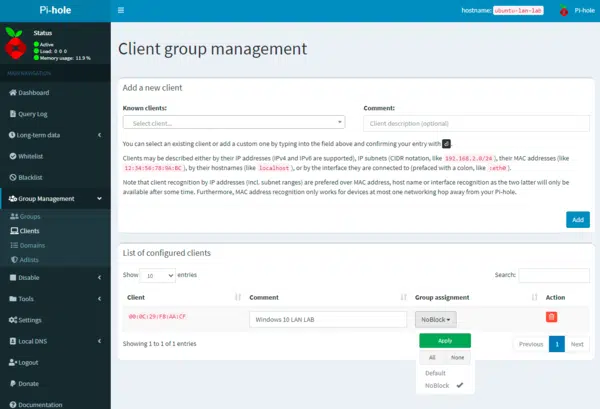 Pi-hole
hostname: ubuntu-lan-lab
Pi-hole
Status
Active
Load: 0 0 0
Memory usage: 11.9 %
MAIN NAVIGATION
Dashboard
Query Log
Long-term data
Whitelist
Blacklist
Group Management
Groups
Clients
Domains
Adlists
Disable
Tools
Settings
Local DNS
Logout
Donate
Documentation
Client group management
Add a new client
Known clients:
Comment:
Select client...
Client description (optional)
You can select an existing client or add a custom one by typing into the field above and confirming your entry with
Clients may be described either by their IP addresses (IPv4 and IPv6 are supported), IP subnets (CIDR notation, like 192.168.2.0/24), their MAC addresses (like
12:34:56:78:9A:BC), by their hostnames (like localhost), or by the interface they are connected to (prefaced with a colon, like :eth0).
Note that client recognition by IP addresses (incl. subnet ranges) are prefered over MAC address, host name or interface recognition as the two latter will only be
available after some time. Furthermore, MAC address recognition only works for devices at most one networking hop away from your Pi-hole.
Add
List of configured clients
Show 10 entries
Search:
Client
Comment
Group assignment
Action
00:0C:29:F8:AA:CF
Windows 10 LAN LAB
NoBlock
Apply
All
None
Default
NoBlock
Showing 1 to 1 of 1 entries
Previous
1
Next